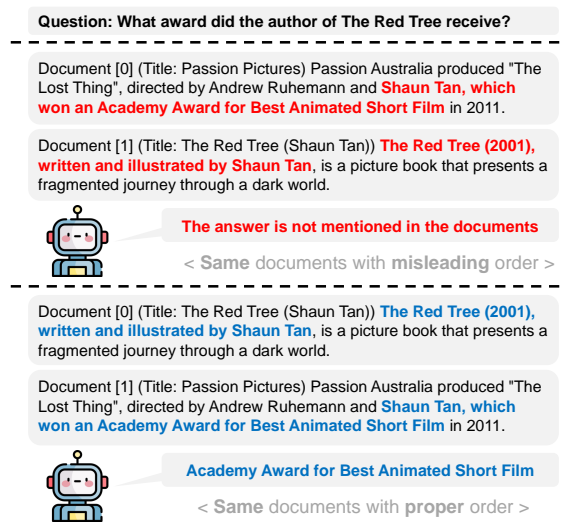 Question: What award did the author of The Red Tree receive?
Document [0] (Title: Passion Pictures) Passion Australia produced "The
Lost Thing", directed by Andrew Ruhemann and Shaun Tan, which
won an Academy Award for Best Animated Short Film in 2011.
Document [1] (Title: The Red Tree (Shaun Tan)) The Red Tree (2001),
written and illustrated by Shaun Tan, is a picture book that presents a
fragmented journey through a dark world.
The answer is not mentioned in the documents
< Same documents with misleading order >
Document [0] (Title: The Red Tree (Shaun Tan)) The Red Tree (2001),
written and illustrated by Shaun Tan, is a picture book that presents a
fragmented journey through a dark world.
Document [1] (Title: Passion Pictures) Passion Australia produced "The
Lost Thing", directed by Andrew Ruhemann and Shaun Tan, which
won an Academy Award for Best Animated Short Film in 2011.
Academy Award for Best Animated Short Film
< Same documents with proper order >